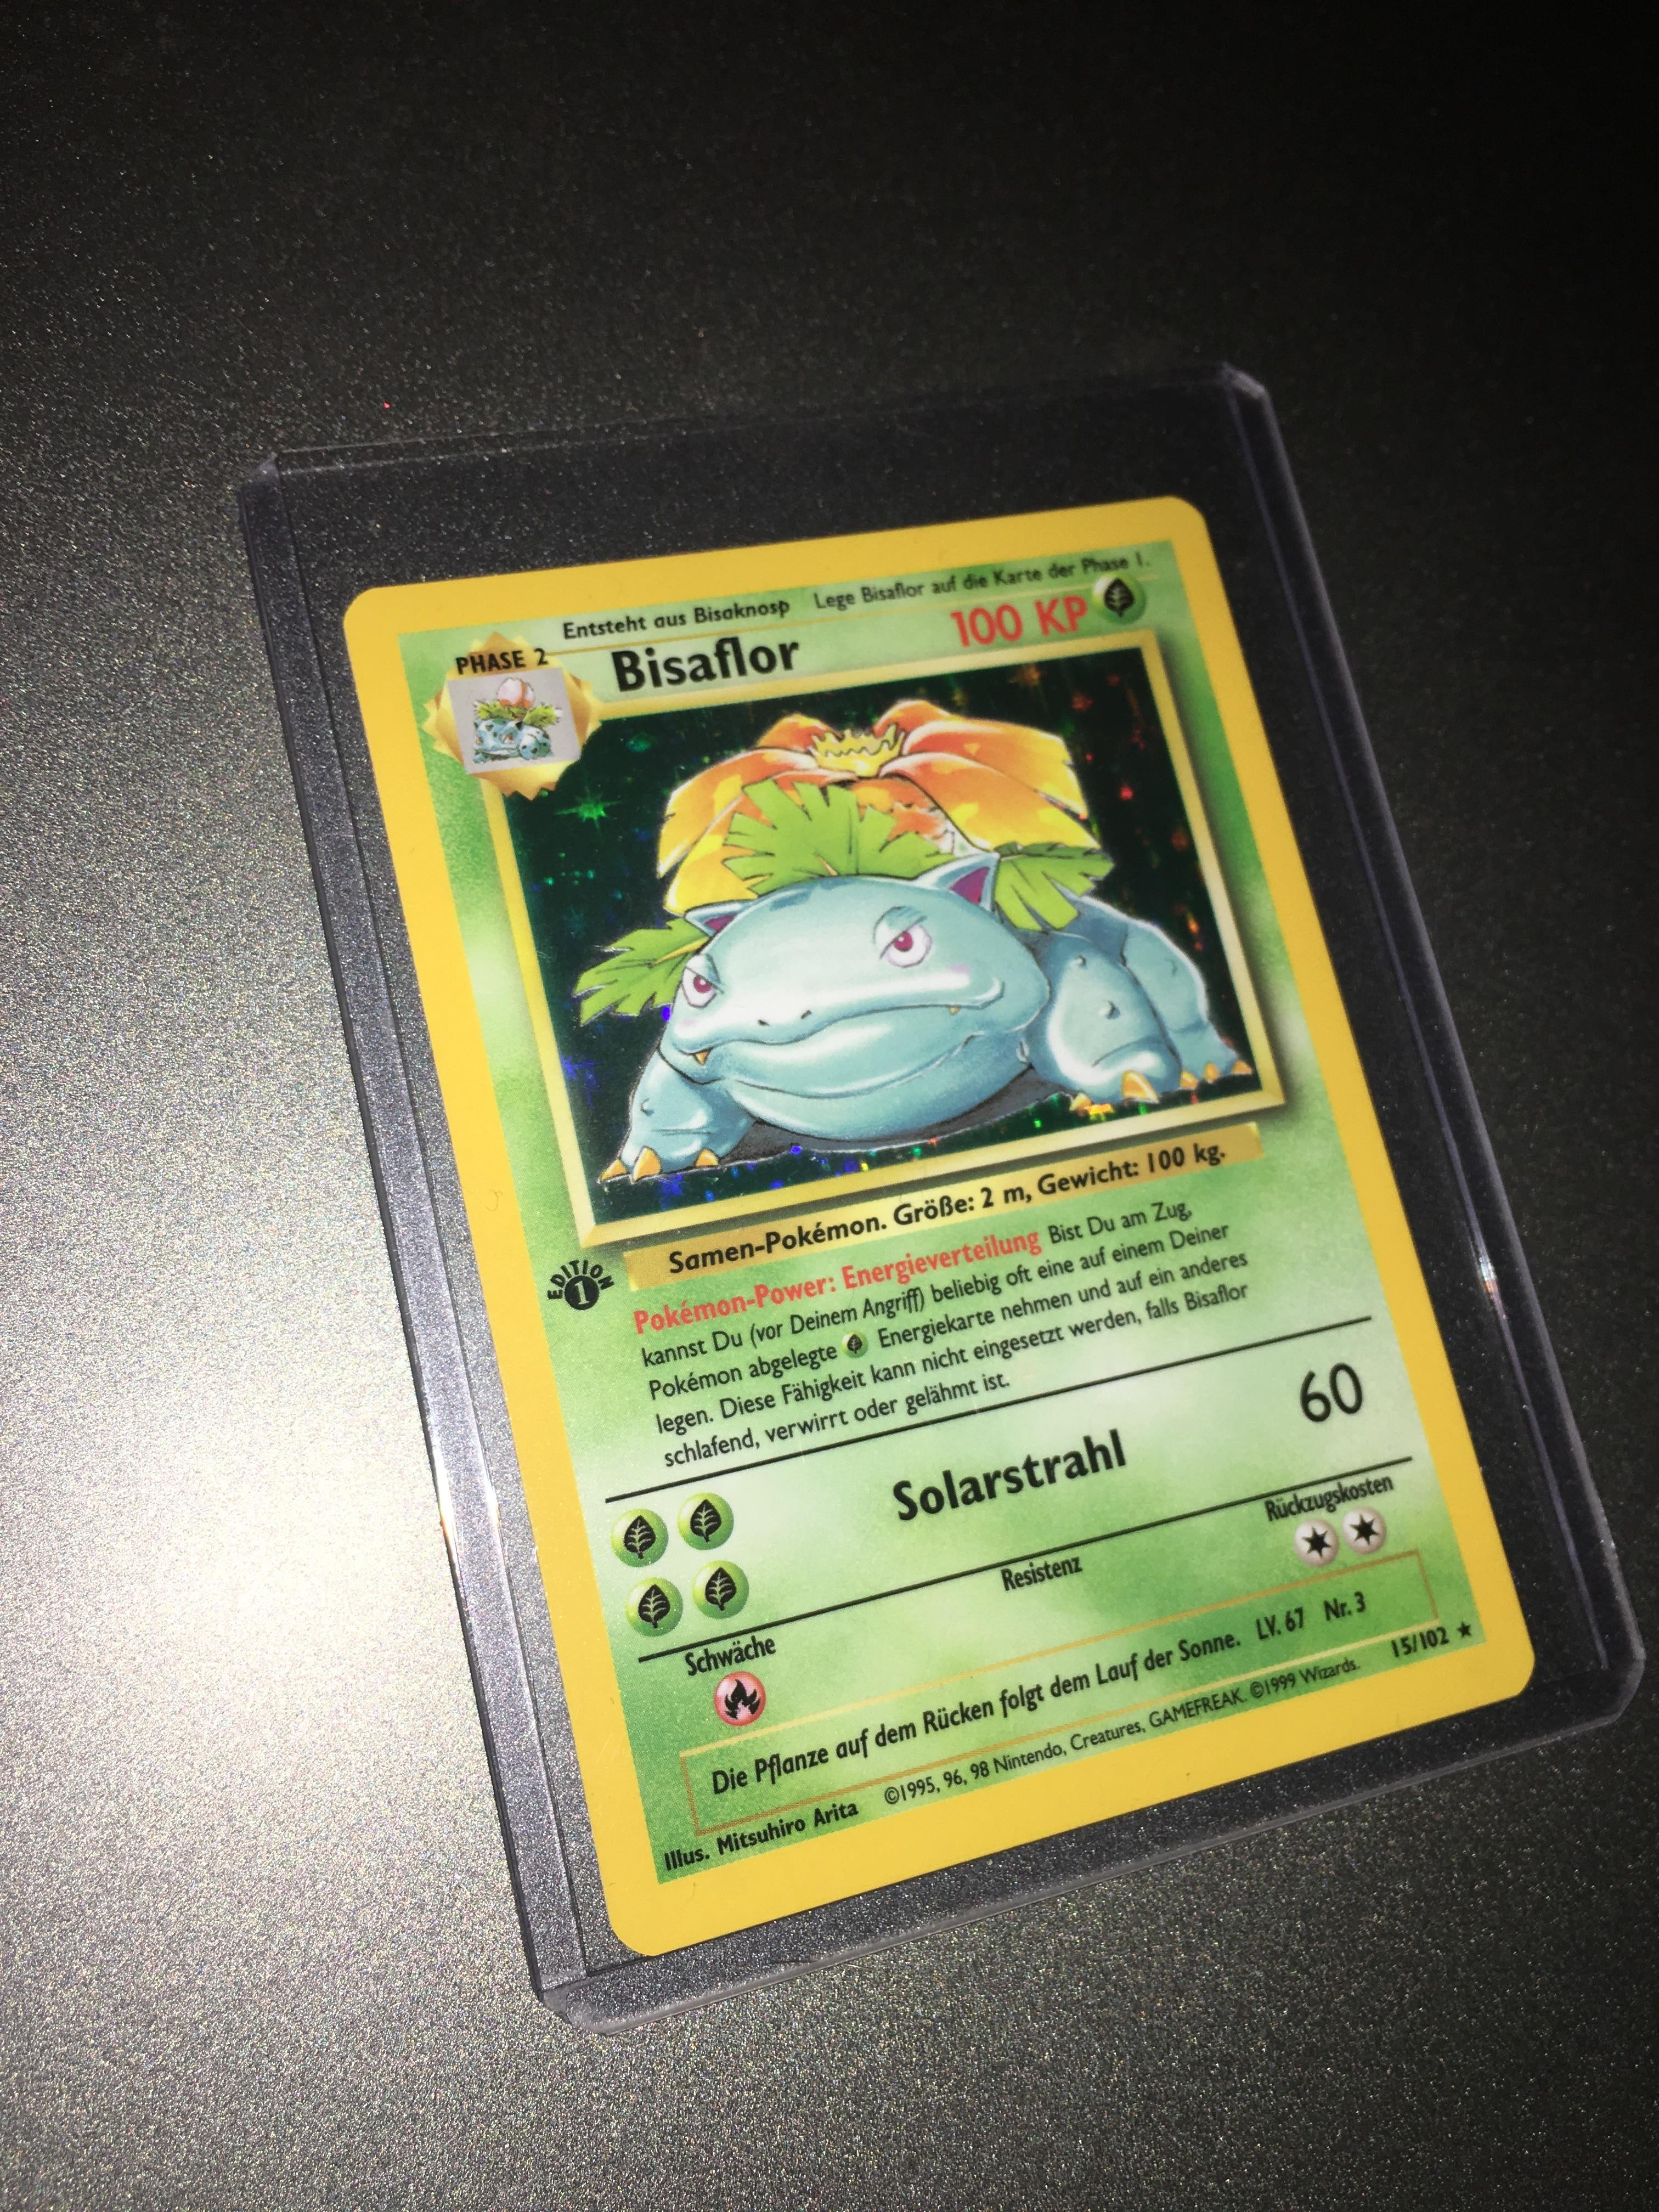 Entsteht aus Bisaknosp Lege Bisaflor auf die Karte der Phase 1.
PHASE 2 Bisaflor 100 KP
Samen-Pokémon. Größe: 2 m, Gewicht: 100 kg.
EDITION
1
Pokémon-Power: Energieverteilung Bist Du am Zug,
kannst Du (vor Deinem Angriff) beliebig oft eine auf einem Deiner
Pokémon abgelegte Energiekarte nehmen und auf ein anderes
legen. Diese Fähigkeit kann nicht eingesetzt werden, falls Bisaflor
schlafend, verwirrt oder gelähmt ist.
Solarstrahl 60
Schwäche Resistenz Rückzugskosten
Die Pflanze auf dem Rücken folgt dem Lauf der Sonne. LV. 67 Nr. 3
Illus. Mitsuhiro Arita ©1995, 96, 98 Nintendo, Creatures, GAMEFREAK. ©1999 Wizards. 15/102 ★